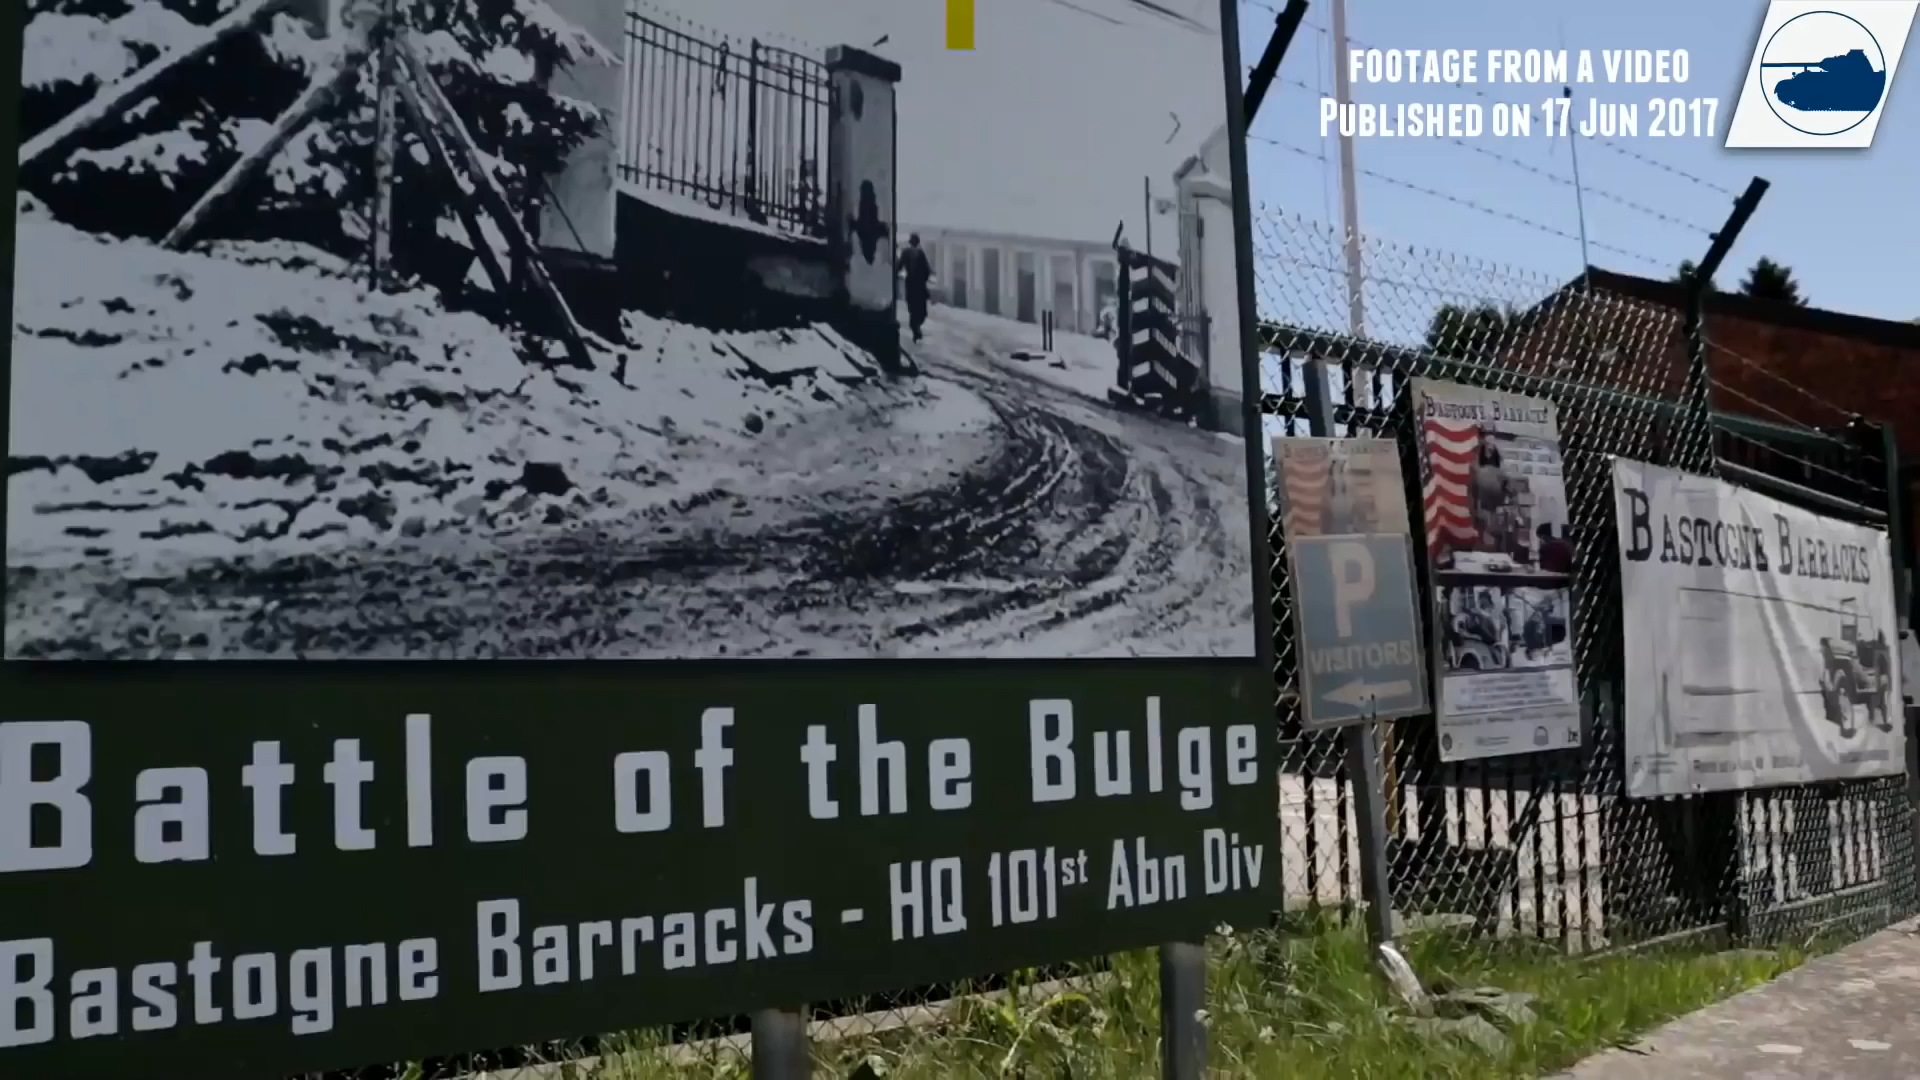 FOOTAGE FROM A VIDEO
PUBLISHED ON 17 JUN 2017
BASTOGNE BARRACKS
BASTOGNE BARRACKS
P
VISITORS
Battle of the Bulge
Bastogne Barracks - HQ 101st Abn Div